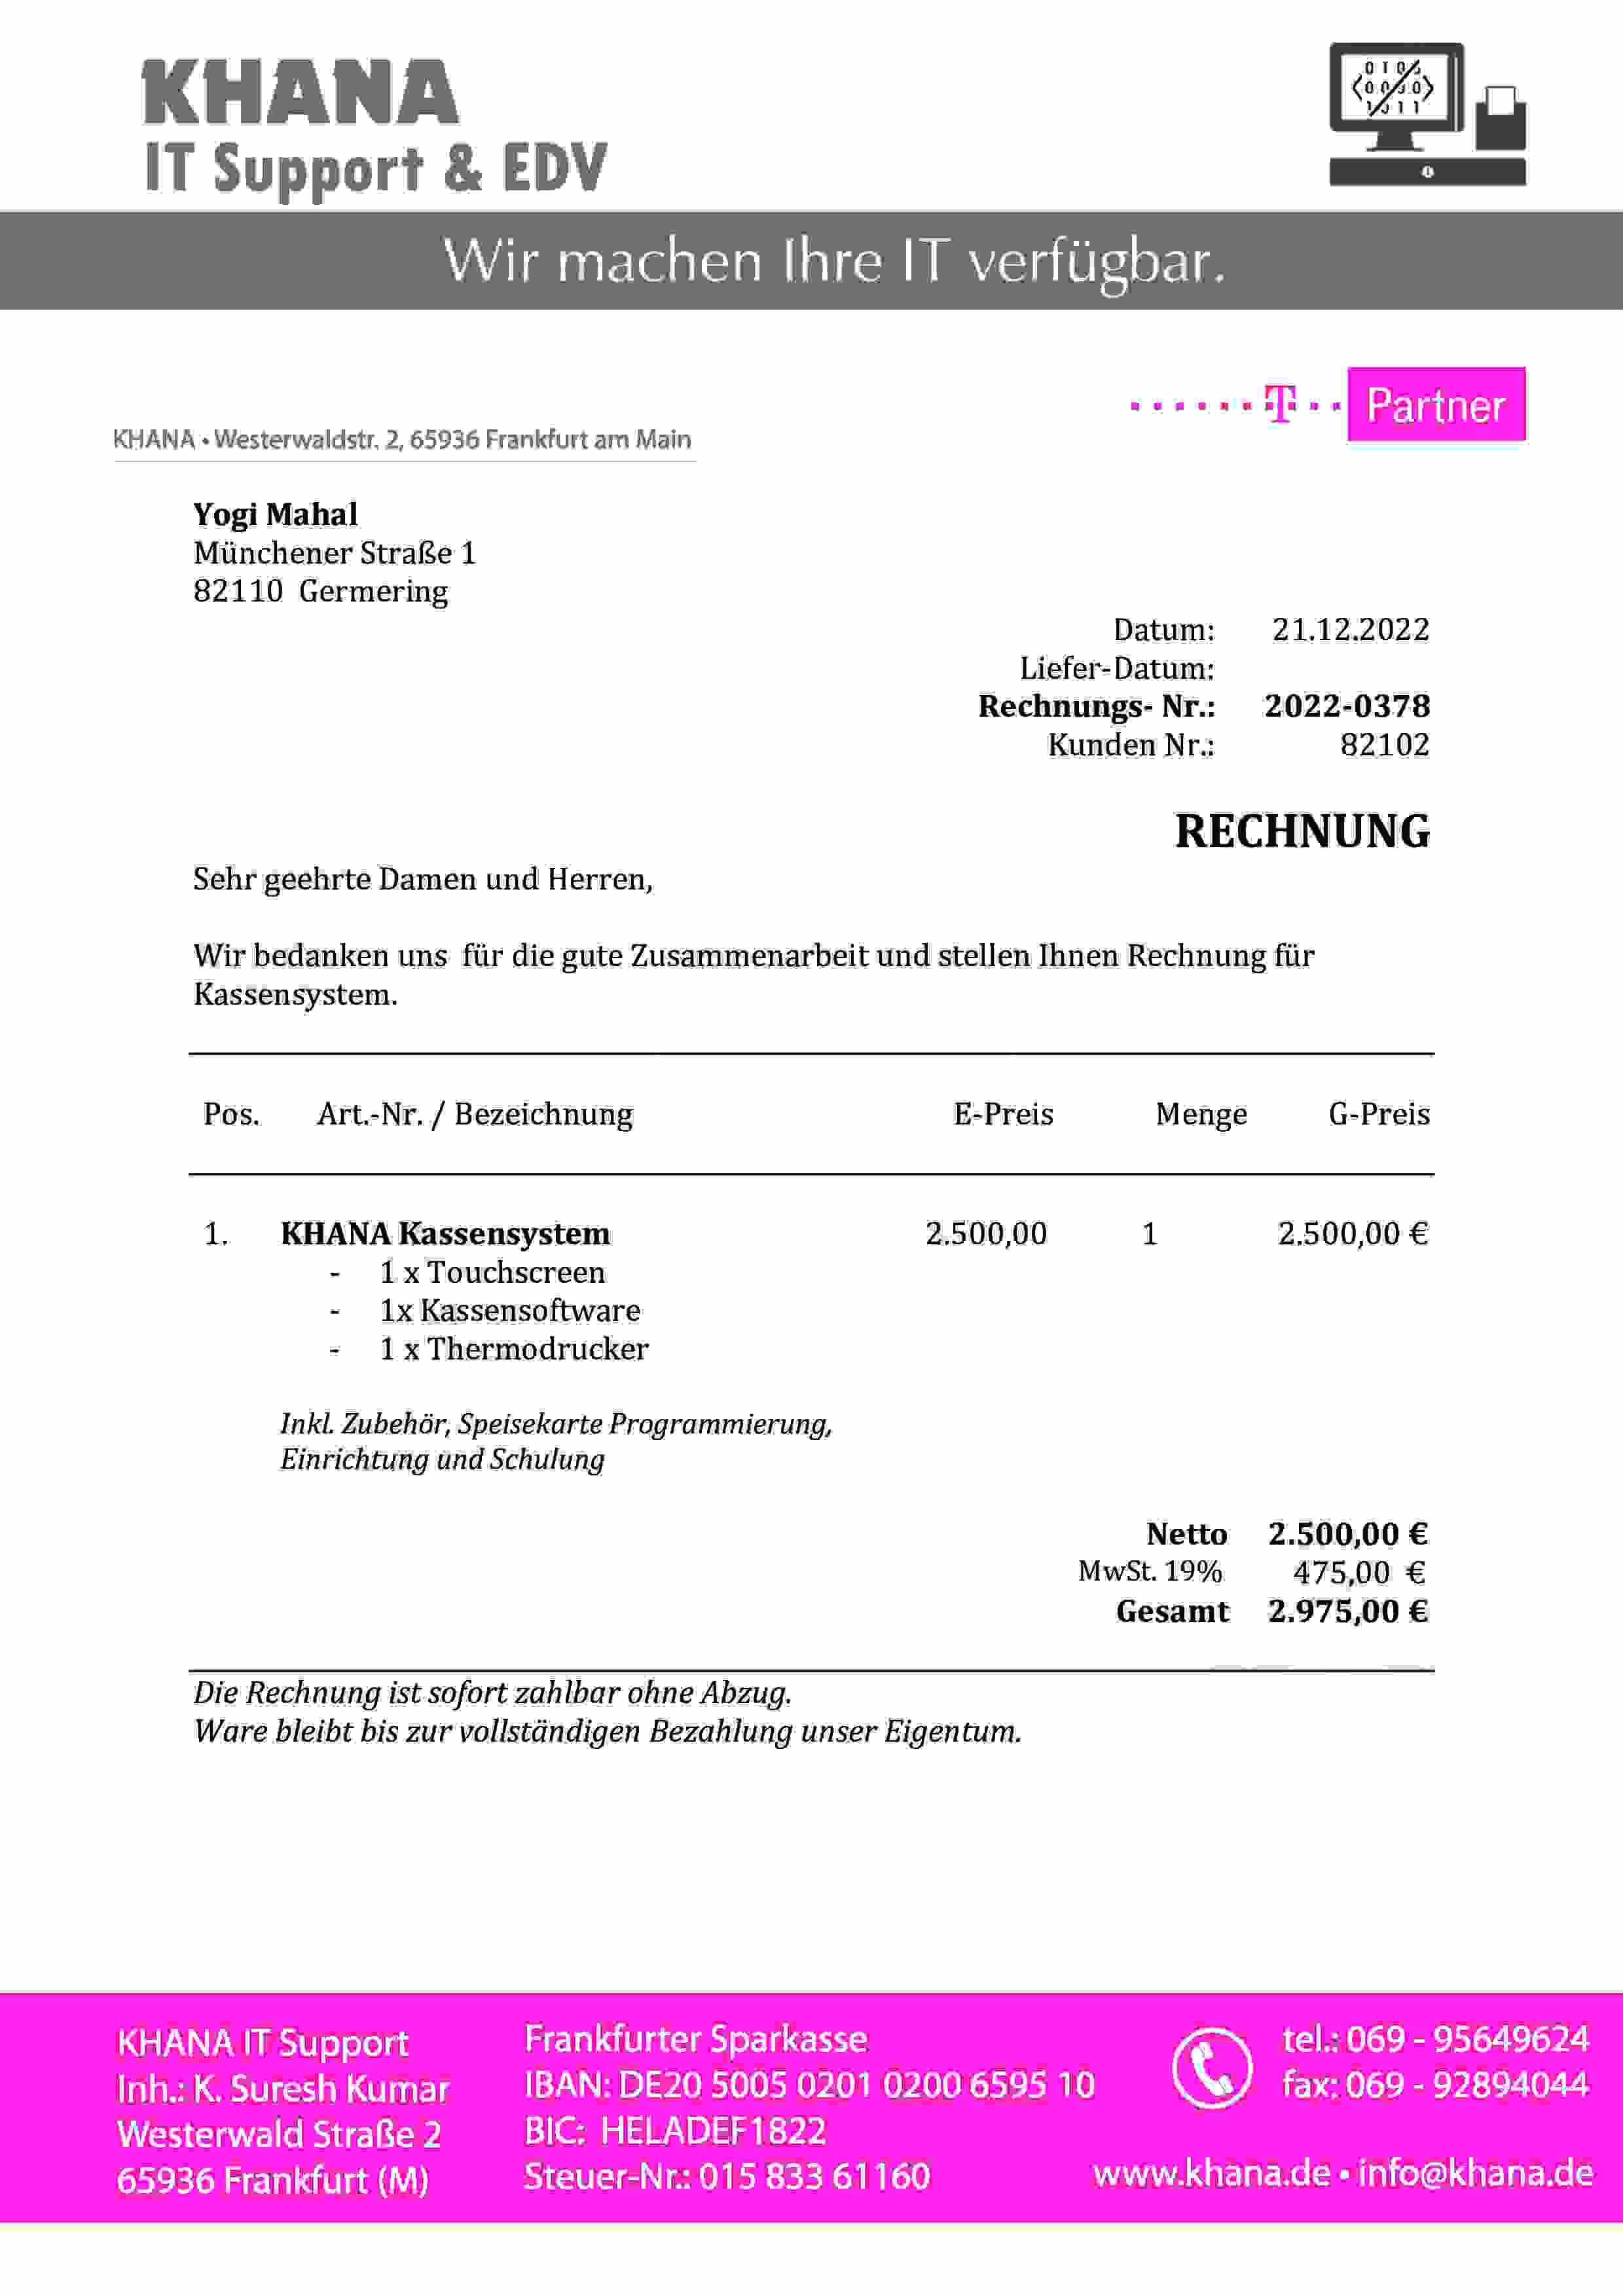 KHANA
IT Support & EDV
Wir machen Ihre IT verfügbar.
T Partner
KHANA • Westerwaldstr. 2, 65936 Frankfurt am Main
Yogi Mahal
Münchener Straße 1
82110 Germering
Datum: 21.12.2022
Liefer-Datum:
Rechnungs- Nr.: 2022-0378
Kunden Nr.: 82102
RECHNUNG
Sehr geehrte Damen und Herren,
Wir bedanken uns für die gute Zusammenarbeit und stellen Ihnen Rechnung für
Kassensystem.
Pos. Art.-Nr. / Bezeichnung E-Preis Menge G-Preis
1. KHANA Kassensystem 2.500,00 1 2.500,00 €
- 1 x Touchscreen
- 1x Kassensoftware
- 1 x Thermodrucker
Inkl. Zubehör, Speisekarte Programmierung,
Einrichtung und Schulung
Netto 2.500,00 €
MwSt. 19% 475,00 €
Gesamt 2.975,00 €
Die Rechnung ist sofort zahlbar ohne Abzug.
Ware bleibt bis zur vollständigen Bezahlung unser Eigentum.
KHANA IT Support
Inh.: K. Suresh Kumar
Westerwald Straße 2
65936 Frankfurt (M)
Frankfurter Sparkasse
IBAN: DE20 5005 0201 0200 6595 10
BIC: HELADEF1822
Steuer-Nr.: 015 833 61160
tel.: 069 - 95649624
fax: 069 - 92894044
www.khana.de • info@khana.de